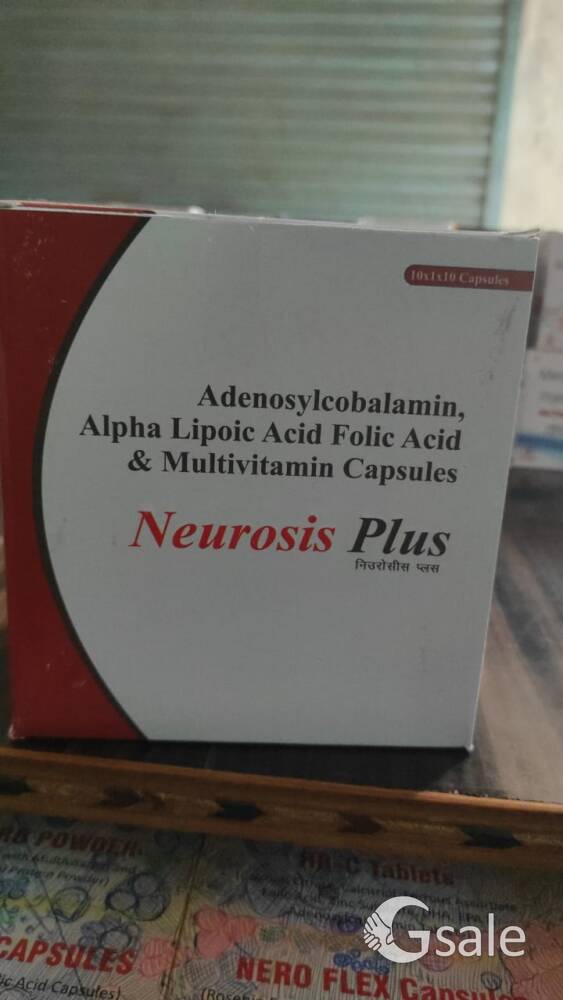 10x1x10 Capsules
Adenosylcobalamin,
Alpha Lipoic Acid Folic Acid
& Multivitamin Capsules
Neurosis Plus
निउरोसीस प्लस
POWDER
HR-C Tablets
CAPSULES
NERO FLEX
Gsale